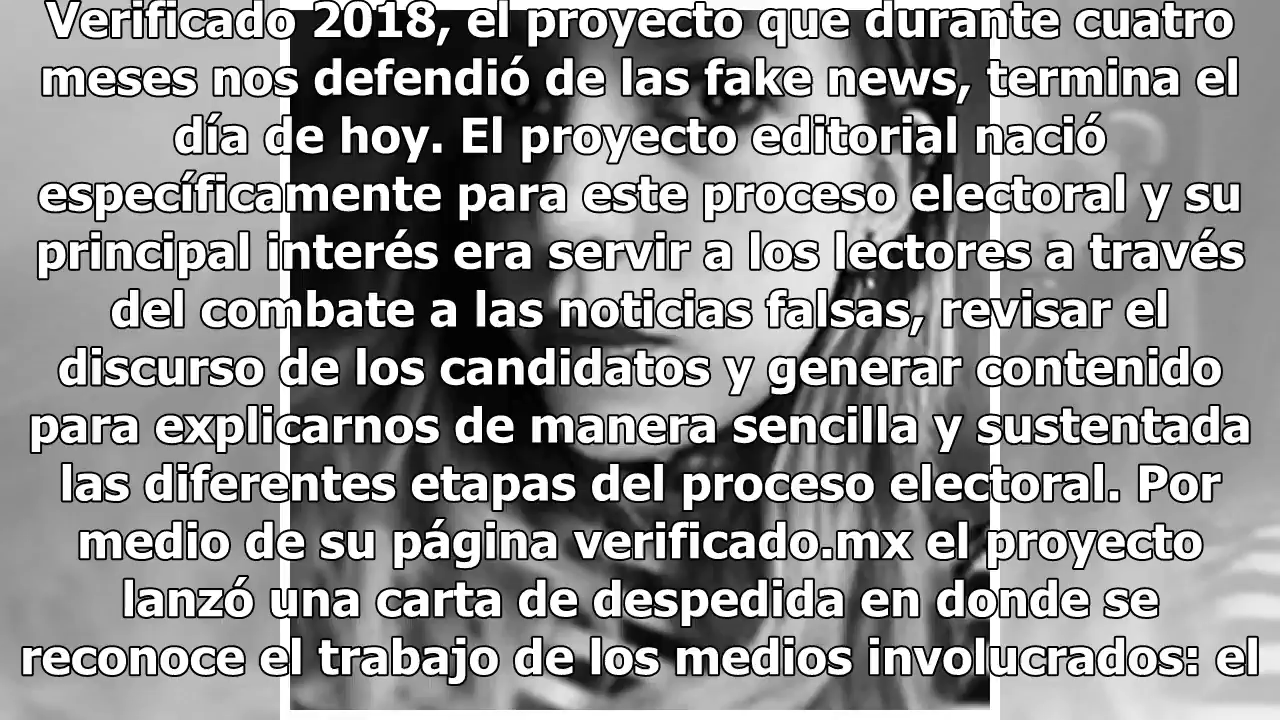 Verificado 2018, el proyecto que durante cuatro
meses nos defendió de las fake news, termina el
día de hoy. El proyecto editorial nació
específicamente para este proceso electoral y su
principal interés era servir a los lectores a través
del combate a las noticias falsas, revisar el
discurso de los candidatos y generar contenido
para explicarnos de manera sencilla y sustentada
las diferentes etapas del proceso electoral. Por
medio de su página verificado.mx el proyecto
lanzó una carta de despedida en donde se
reconoce el trabajo de los medios involucrados: el